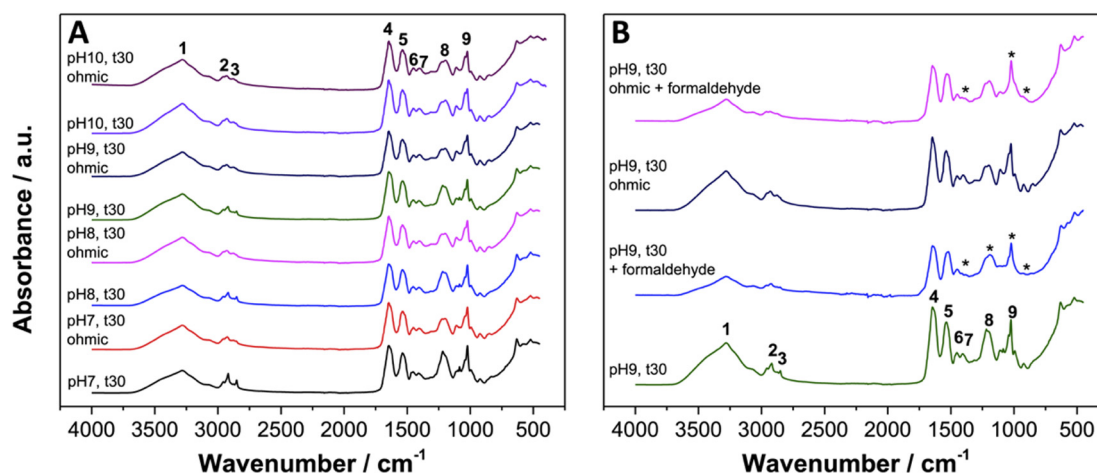 A
1
2
3
4
5
6
7
8
9
pH10, t30
ohmic
pH10, t30
pH9, t30
ohmic
pH9, t30
pH8, t30
ohmic
pH8, t30
pH7, t30
ohmic
pH7, t30
Absorbance / a.u.
4000 3500 3000 2500 2000 1500 1000 500
Wavenumber / cm⁻¹
B
pH9, t30
ohmic + formaldehyde
* * *
pH9, t30
ohmic
pH9, t30
+ formaldehyde
* * * *
1
2
3
4
5
6
7
8
9
pH9, t30
4000 3500 3000 2500 2000 1500 1000 500
Wavenumber / cm⁻¹